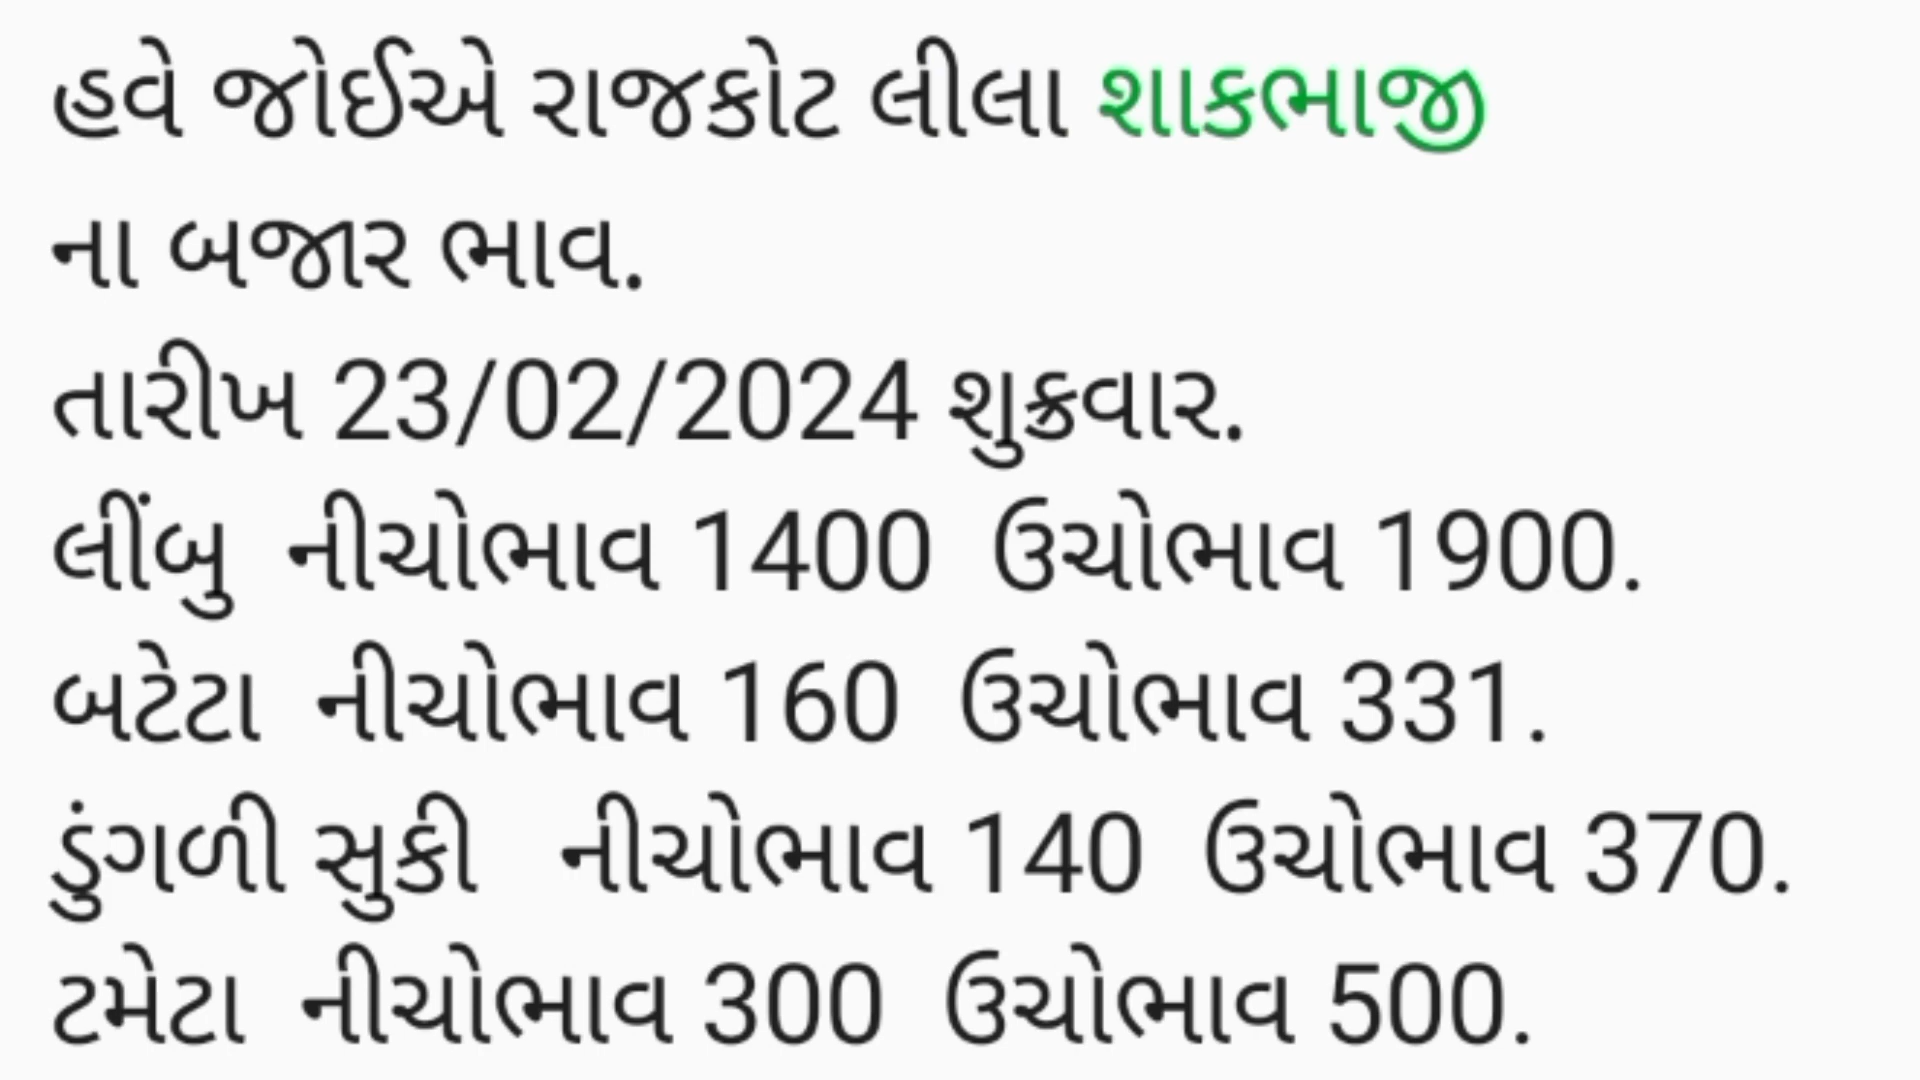 હવે જોઈએ રાજકોટ લીલા શાકભાજી
ના બજાર ભાવ.
તારીખ 23/02/2024 શુક્રવાર.
લીંબુ  નીચોભાવ 1400  ઉચોભાવ 1900.
બટેટા  નીચોભાવ 160  ઉચોભાવ 331.
ડુંગળી સુકી   નીચોભાવ 140  ઉચોભાવ 370.
ટમેટા  નીચોભાવ 300  ઉચોભાવ 500.